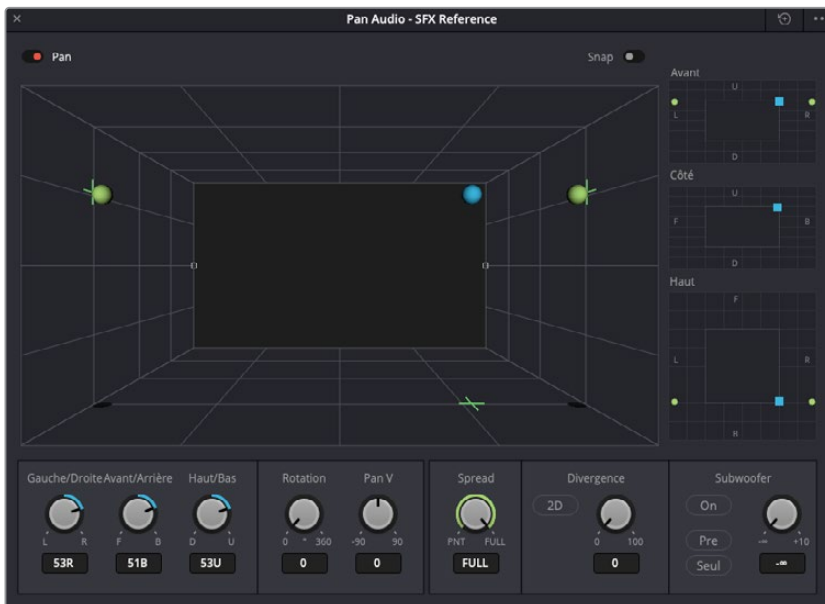 Pan Audio - SFX Reference
Pan
Snap
Avant
U
L R
D
Côté
U
F B
D
Haut
F
L R
R
Gauche/Droite Avant/Arrière Haut/Bas Rotation Pan V Spread Divergence Subwoofer
2D On
L R F B D U 0 ° 360 -90 90 PNT FULL 0 100 -∞ +10
Pre
53R 51B 53U 0 0 FULL 0 -∞
Seul